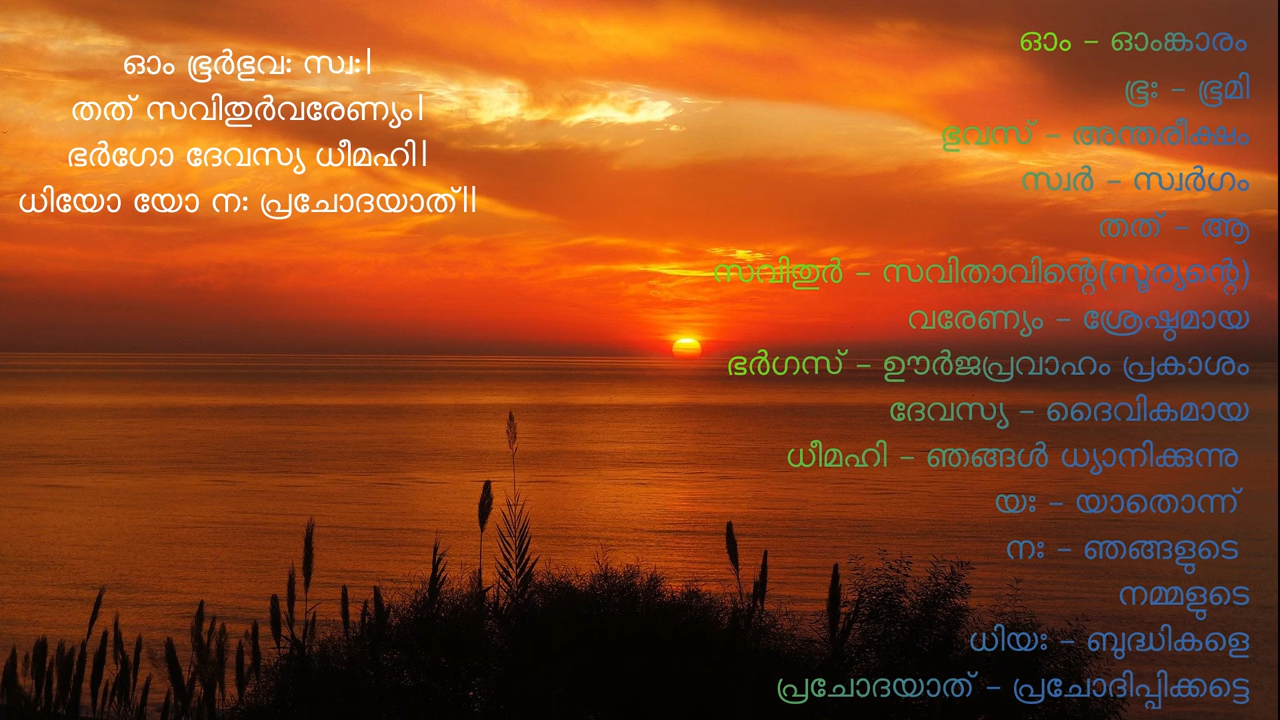 ഓം ഭൂർഭുവഃ സ്വഃ|
തത് സവിതുർവരേണ്യം|
ഭർഗോ ദേവസ്യ ധീമഹി|
ധിയോ യോ നഃ പ്രചോദയാത്||
ഓം - ഓംങ്കാരം
ഭൂഃ - ഭൂമി
ഭുവസ് - അന്തരീക്ഷം
സ്വർ - സ്വർഗം
തത് - ആ
സവിതുർ - സവിതാവിന്റെ(സൂര്യന്റെ)
വരേണ്യം - ശ്രേഷ്ഠമായ
ഭർഗസ് - ഊർജപ്രവാഹം പ്രകാശം
ദേവസ്യ - ദൈവികമായ
ധീമഹി - ഞങ്ങൾ ധ്യാനിക്കുന്നു
യഃ - യാതൊന്ന്
നഃ - ഞങ്ങളുടെ
നമ്മളുടെ
ധിയഃ - ബുദ്ധികളെ
പ്രചോദയാത് - പ്രചോദിപ്പിക്കട്ടെ